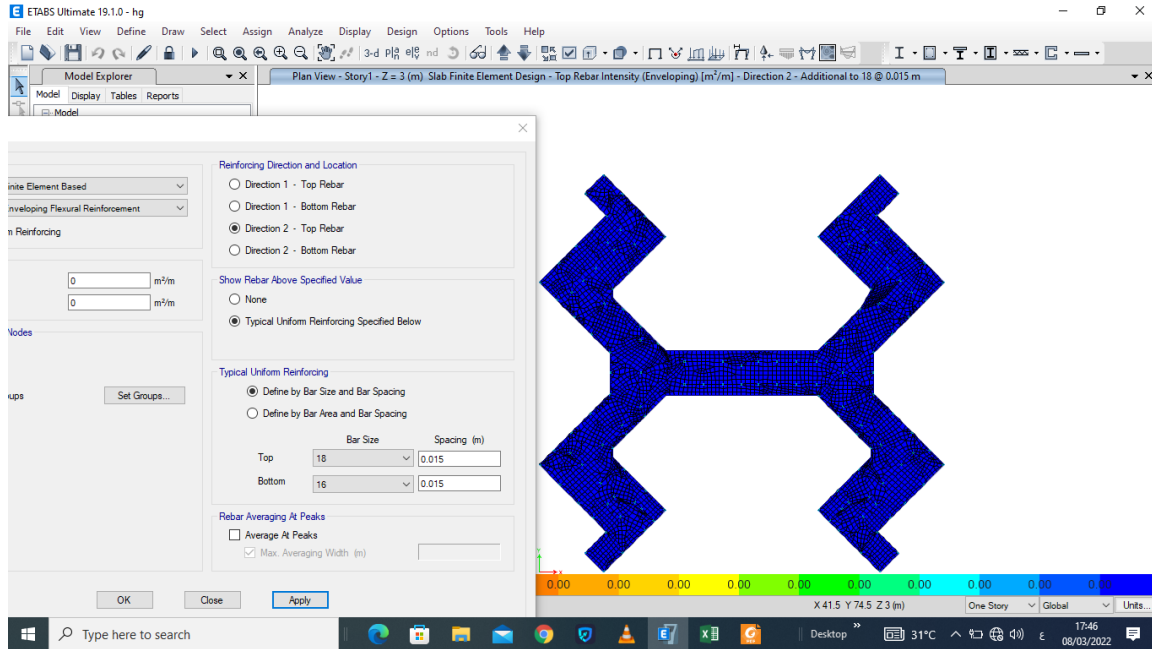 ETABS Ultimate 19.1.0 - hg
File Edit View Define Draw Select Assign Analyze Display Design Options Tools Help
3-d nd
Model Explorer
Plan View - Story1 - Z = 3 (m) Slab Finite Element Design - Top Rebar Intensity (Enveloping) [m²/m] - Direction 2 - Additional to 18 @ 0.015 m
Model Display Tables Reports
Model
Reinforcing Direction and Location
inite Element Based
Direction 1 - Top Rebar
nveloping Flexural Reinforcement
Direction 1 - Bottom Rebar
n Reinforcing
Direction 2 - Top Rebar
Direction 2 - Bottom Rebar
0 m²/m
0 m²/m
Show Rebar Above Specified Value
None
Typical Uniform Reinforcing Specified Below
Nodes
Typical Uniform Reinforcing
ups
Set Groups...
Define by Bar Size and Bar Spacing
Define by Bar Area and Bar Spacing
Bar Size Spacing (m)
Top 18 0.015
Bottom 16 0.015
Rebar Averaging At Peaks
Average At Peaks
Max. Averaging Width (m)
OK Close Apply
0.00 0.00 0.00 0.00 0.00 0.00 0.00 0.00 0.00
X 41.5 Y 74.5 Z 3 (m) One Story Global Units...
Type here to search
Desktop 31°C ع 17:46
08/03/2022